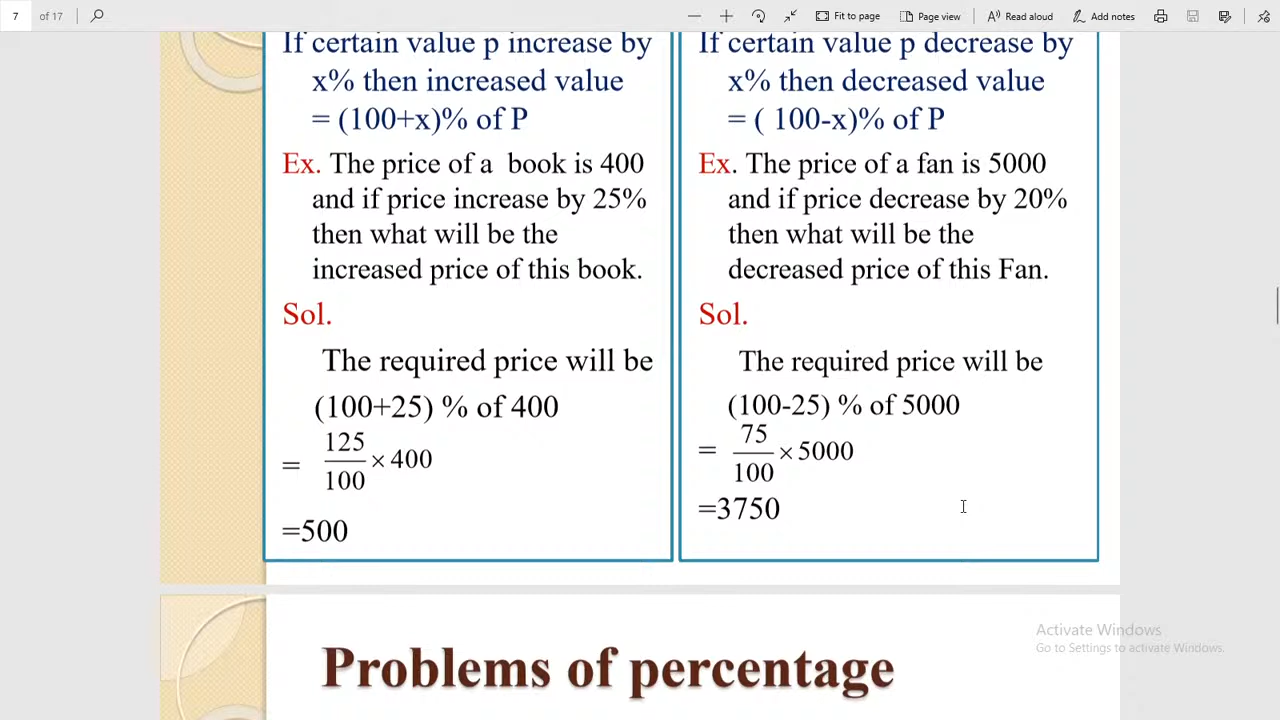 7 of 17 Fit to page Page view Read aloud Add notes
If certain value p increase by
x% then increased value
= (100+x)% of P
Ex. The price of a book is 400
and if price increase by 25%
then what will be the
increased price of this book.
Sol.
The required price will be
(100+25) % of 400
= 125/100 × 400
=500
If certain value p decrease by
x% then decreased value
= ( 100-x)% of P
Ex. The price of a fan is 5000
and if price decrease by 20%
then what will be the
decreased price of this Fan.
Sol.
The required price will be
(100-25) % of 5000
= 75/100 × 5000
=3750
Activate Windows
Go to Settings to activate Windows.
Problems of percentage